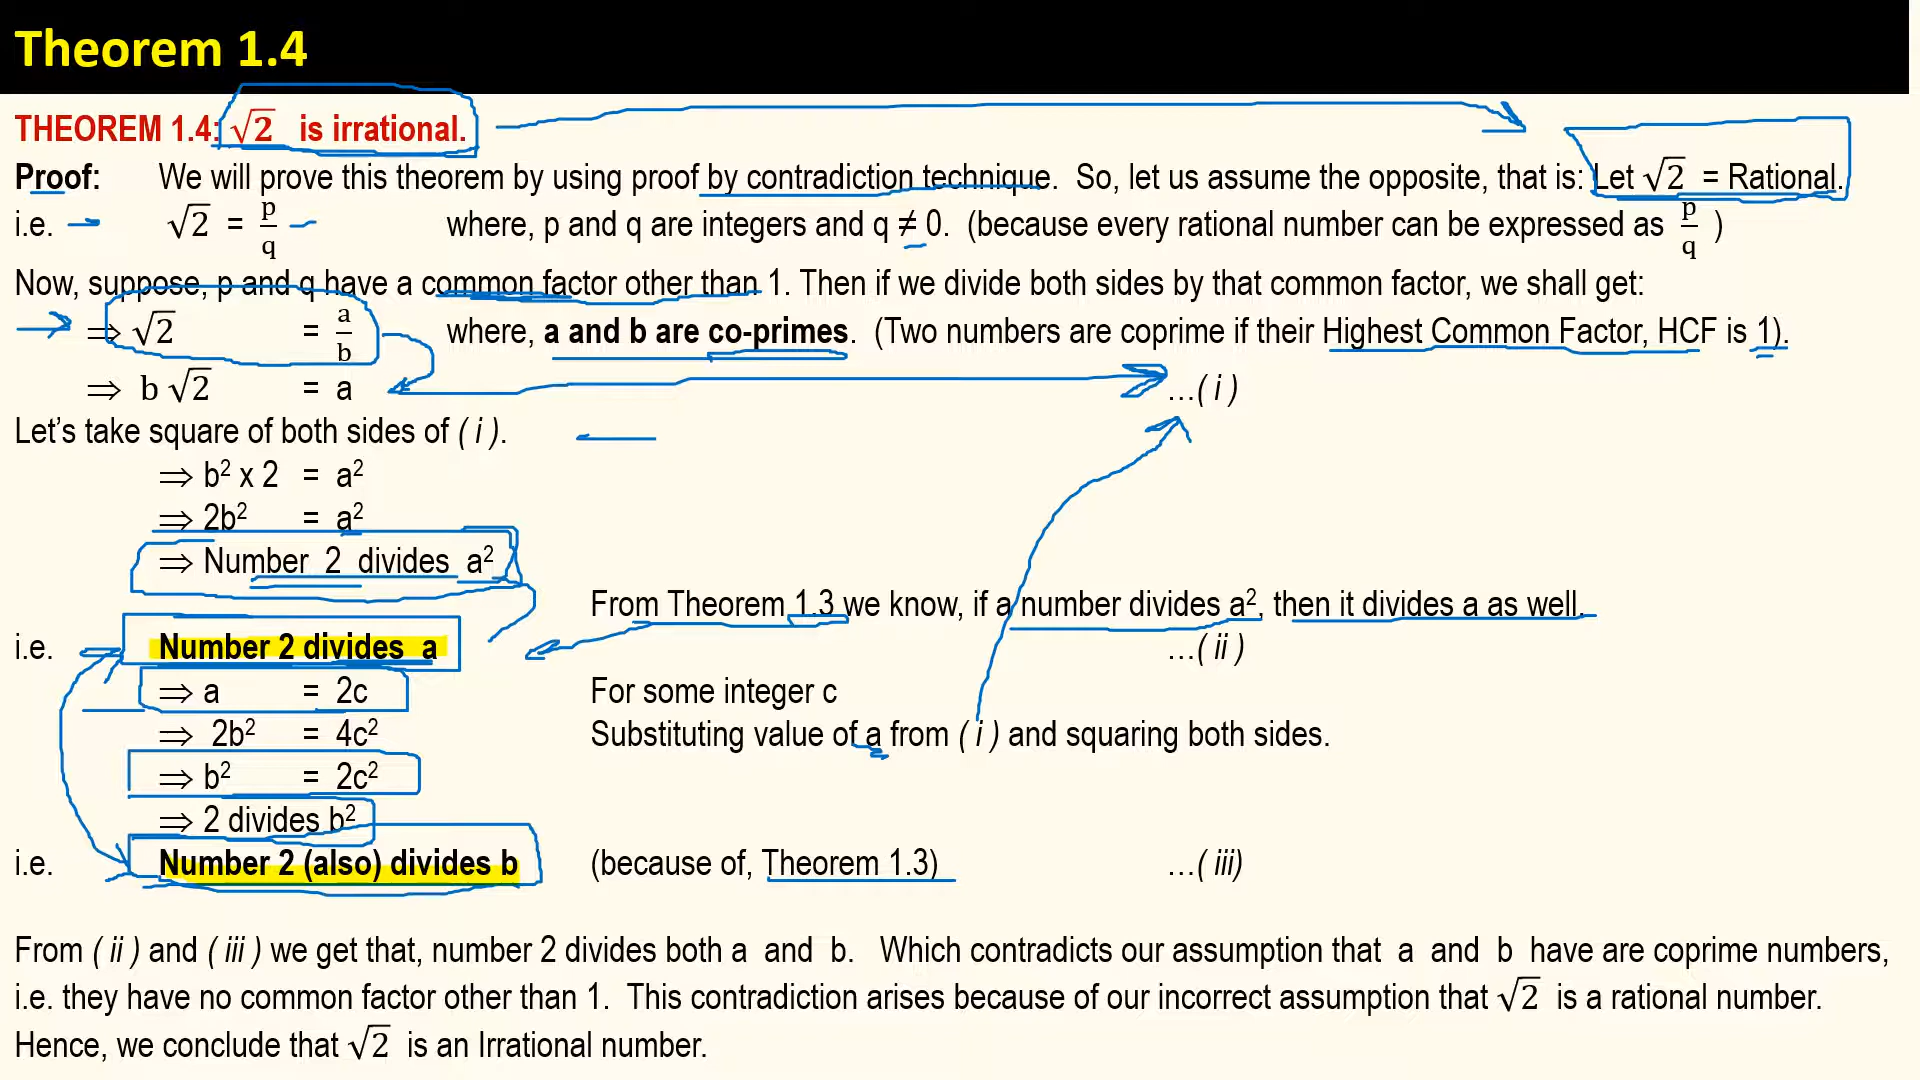 Theorem 1.4
THEOREM 1.4: √2 is irrational.
Proof: We will prove this theorem by using proof by contradiction technique. So, let us assume the opposite, that is: Let √2 = Rational.
i.e. √2 = p/q where, p and q are integers and q ≠ 0. (because every rational number can be expressed as p/q )
Now, suppose, p and q have a common factor other than 1. Then if we divide both sides by that common factor, we shall get:
⇒ √2 = a/b where, a and b are co-primes. (Two numbers are coprime if their Highest Common Factor, HCF is 1).
⇒ b √2 = a …( i )
Let’s take square of both sides of ( i ).
⇒ b² x 2 = a²
⇒ 2b² = a²
⇒ Number 2 divides a²
From Theorem 1.3 we know, if a number divides a², then it divides a as well.
i.e. Number 2 divides a …( ii )
⇒ a = 2c For some integer c
⇒ 2b² = 4c² Substituting value of a from ( i ) and squaring both sides.
⇒ b² = 2c²
⇒ 2 divides b²
i.e. Number 2 (also) divides b (because of, Theorem 1.3) …( iii)
From ( ii ) and ( iii ) we get that, number 2 divides both a and b. Which contradicts our assumption that a and b have are coprime numbers,
i.e. they have no common factor other than 1. This contradiction arises because of our incorrect assumption that √2 is a rational number.
Hence, we conclude that √2 is an Irrational number.